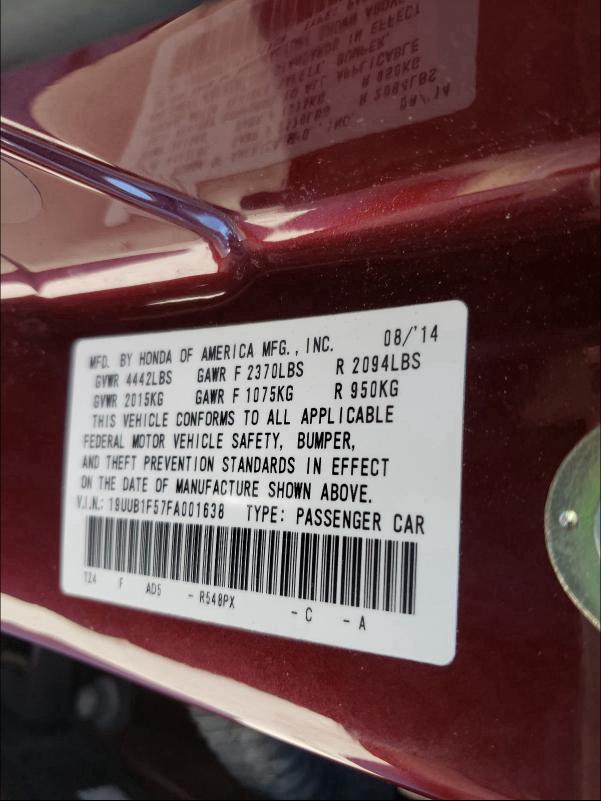 MFD. BY HONDA OF AMERICA MFG., INC. 08/'14
GVWR 4442LBS GAWR F 2370LBS R 2094LBS
GVWR 2015KG GAWR F 1075KG R 950KG
THIS VEHICLE CONFORMS TO ALL APPLICABLE
FEDERAL MOTOR VEHICLE SAFETY, BUMPER,
AND THEFT PREVENTION STANDARDS IN EFFECT
ON THE DATE OF MANUFACTURE SHOWN ABOVE.
V.I.N.: 19UUB1F57FA001638 TYPE: PASSENGER CAR
TZ4 F AD5 - R548PX - C - A